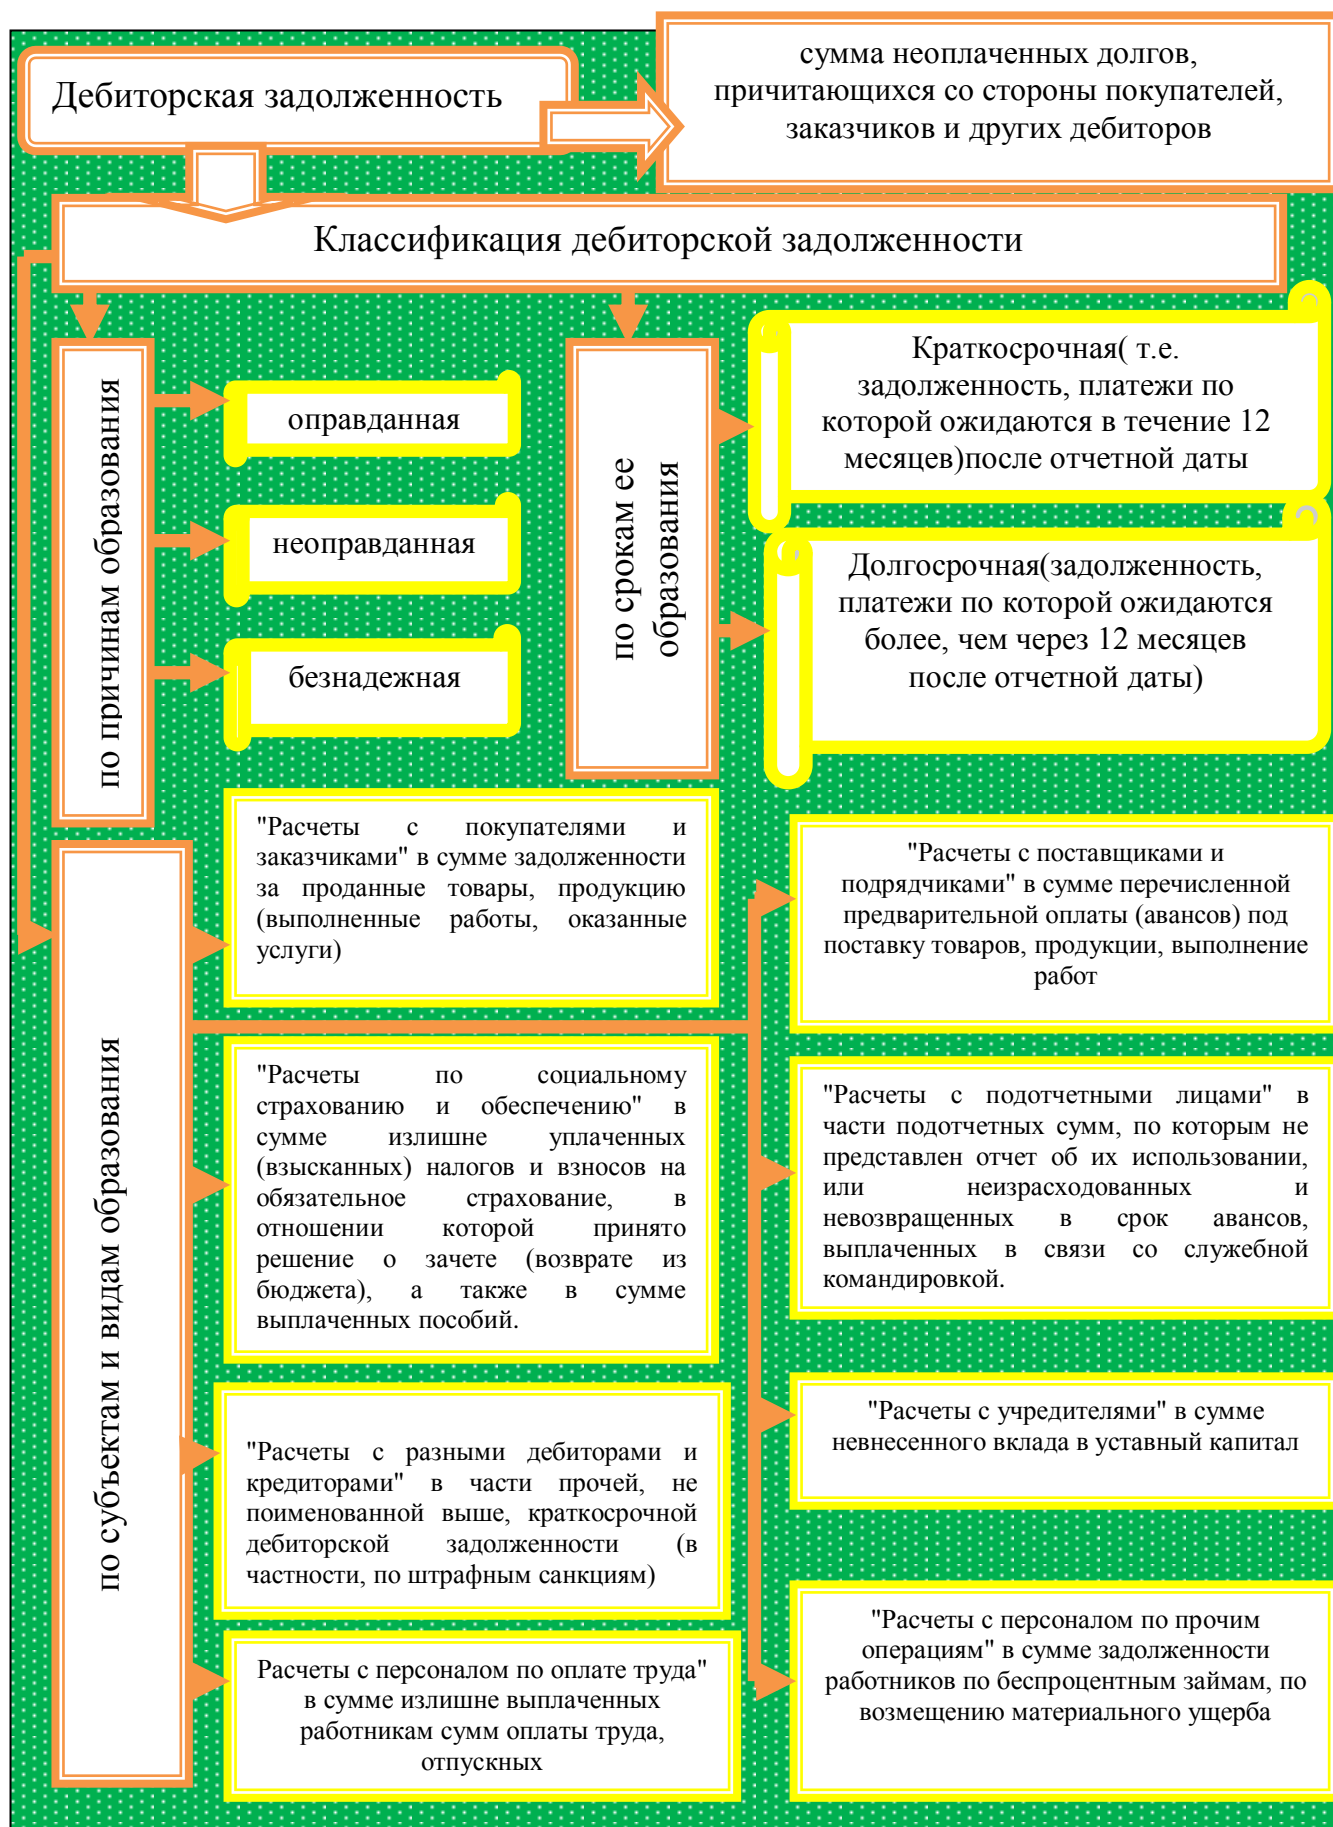 Дебиторская задолженность
сумма неоплаченных долгов,
причитающихся со стороны покупателей,
заказчиков и других дебиторов
Классификация дебиторской задолженности
по причинам образования
оправданная
неоправданная
безнадежная
по срокам ее
образования
Краткосрочная( т.е.
задолженность, платежи по
которой ожидаются в течение 12
месяцев)после отчетной даты
Долгосрочная(задолженность,
платежи по которой ожидаются
более, чем через 12 месяцев
после отчетной даты)
по субъектам и видам образования
"Расчеты с покупателями и
заказчиками" в сумме задолженности
за проданные товары, продукцию
(выполненные работы, оказанные
услуги)
"Расчеты по социальному
страхованию и обеспечению" в
сумме излишне уплаченных
(взысканных) налогов и взносов на
обязательное страхование, в
отношении которой принято
решение о зачете (возврате из
бюджета), а также в сумме
выплаченных пособий.
"Расчеты с разными дебиторами и
кредиторами" в части прочей, не
поименованной выше, краткосрочной
дебиторской задолженности (в
частности, по штрафным санкциям)
Расчеты с персоналом по оплате труда"
в сумме излишне выплаченных
работникам сумм оплаты труда,
отпускных
"Расчеты с поставщиками и
подрядчиками" в сумме перечисленной
предварительной оплаты (авансов) под
поставку товаров, продукции, выполнение
работ
"Расчеты с подотчетными лицами" в
части подотчетных сумм, по которым не
представлен отчет об их использовании,
или неизрасходованных и
невозвращенных в срок авансов,
выплаченных в связи со служебной
командировкой.
"Расчеты с учредителями" в сумме
невнесенного вклада в уставный капитал
"Расчеты с персоналом по прочим
операциям" в сумме задолженности
работников по беспроцентным займам, по
возмещению материального ущерба